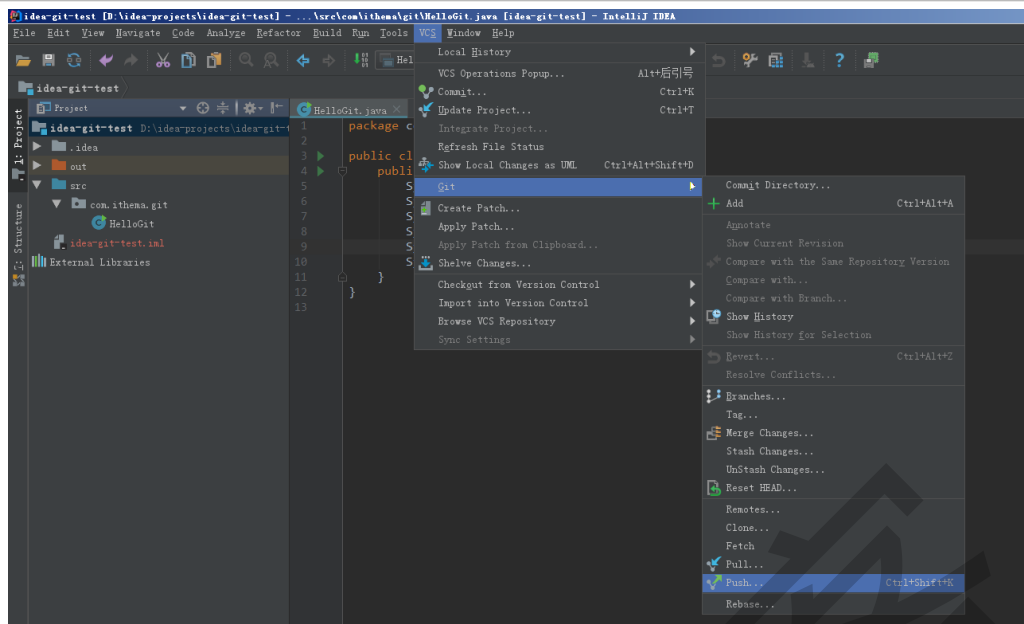 idea-git-test [D:\idea-projects\idea-git-test] - ...\src\com\ithema\git\HelloGit.java [idea-git-test] - IntelliJ IDEA
File Edit View Navigate Code Analyze Refactor Build Run Tools VCS Window Help
Hel
idea-git-test
Project
HelloGit.java
1: Project
Z: Structure
idea-git-test D:\idea-projects\idea-git-t
.idea
out
src
com.ithema.git
HelloGit
idea-git-test.iml
External Libraries
1 package c
2
3 public cl
4 publi
5 S
6 S
7 S
8 S
9 S
10 S
11 }
12 }
13
Local History
VCS Operations Popup... Alt+后引号
Commit... Ctrl+K
Update Project... Ctrl+T
Integrate Project...
Refresh File Status
Show Local Changes as UML Ctrl+Alt+Shift+D
Git
Create Patch...
Apply Patch...
Apply Patch from Clipboard...
Shelve Changes...
Checkout from Version Control
Import into Version Control
Browse VCS Repository
Sync Settings
Commit Directory...
Add Ctrl+Alt+A
Annotate
Show Current Revision
Compare with the Same Repository Version
Compare with...
Compare with Branch...
Show History
Show History for Selection
Revert... Ctrl+Alt+Z
Resolve Conflicts...
Branches...
Tag...
Merge Changes...
Stash Changes...
UnStash Changes...
Reset HEAD...
Remotes...
Clone...
Fetch
Pull...
Push... Ctrl+Shift+K
Rebase...